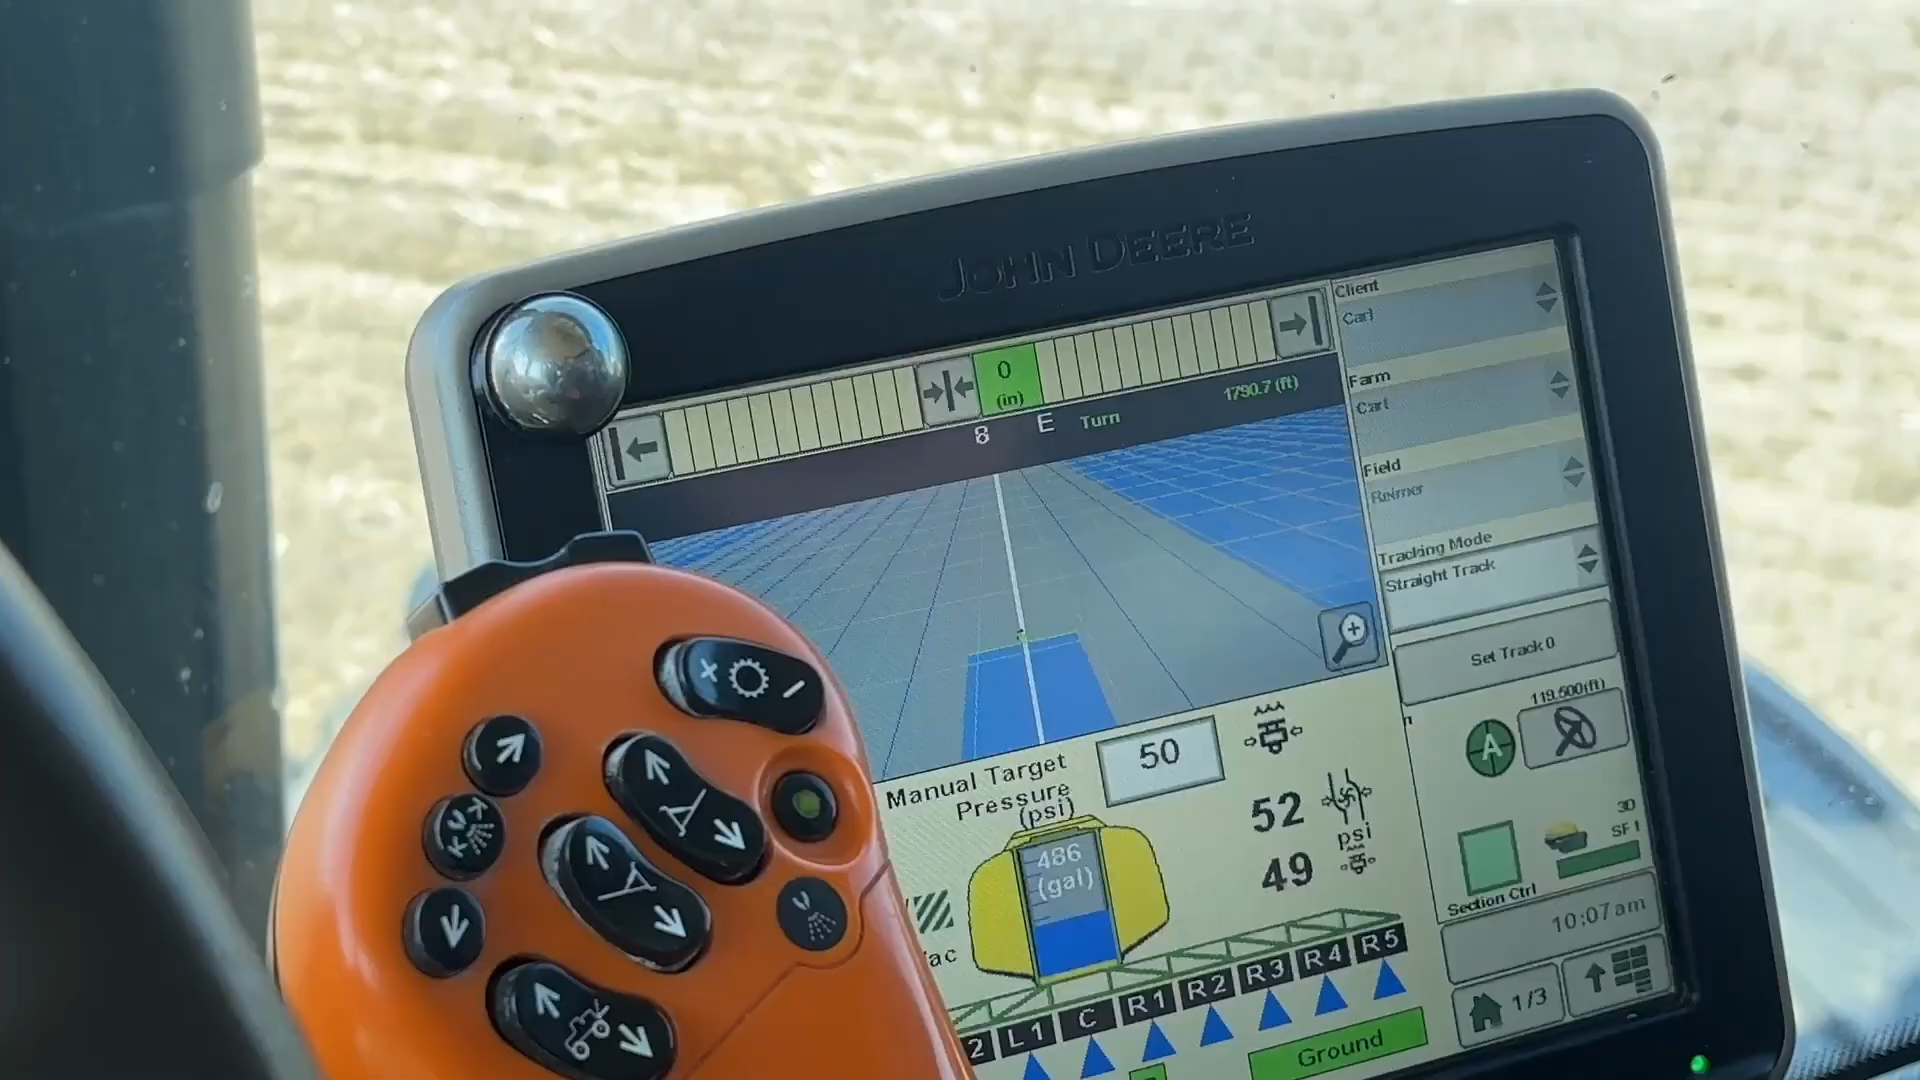 JOHN DEERE
0
(in)
8 E Turn
1790.7 (ft)
Client
Carl
Farm
Carl
Field
Reimer
Tracking Mode
Straight Track
Set Track 0
119.500(ft)
A
Manual Target
Pressure
(psi)
50
52
psi
49
486
(gal)
3D
SF1
Section Ctrl
10:07am
1/3
2 L1 C R1 R2 R3 R4 R5
Ground